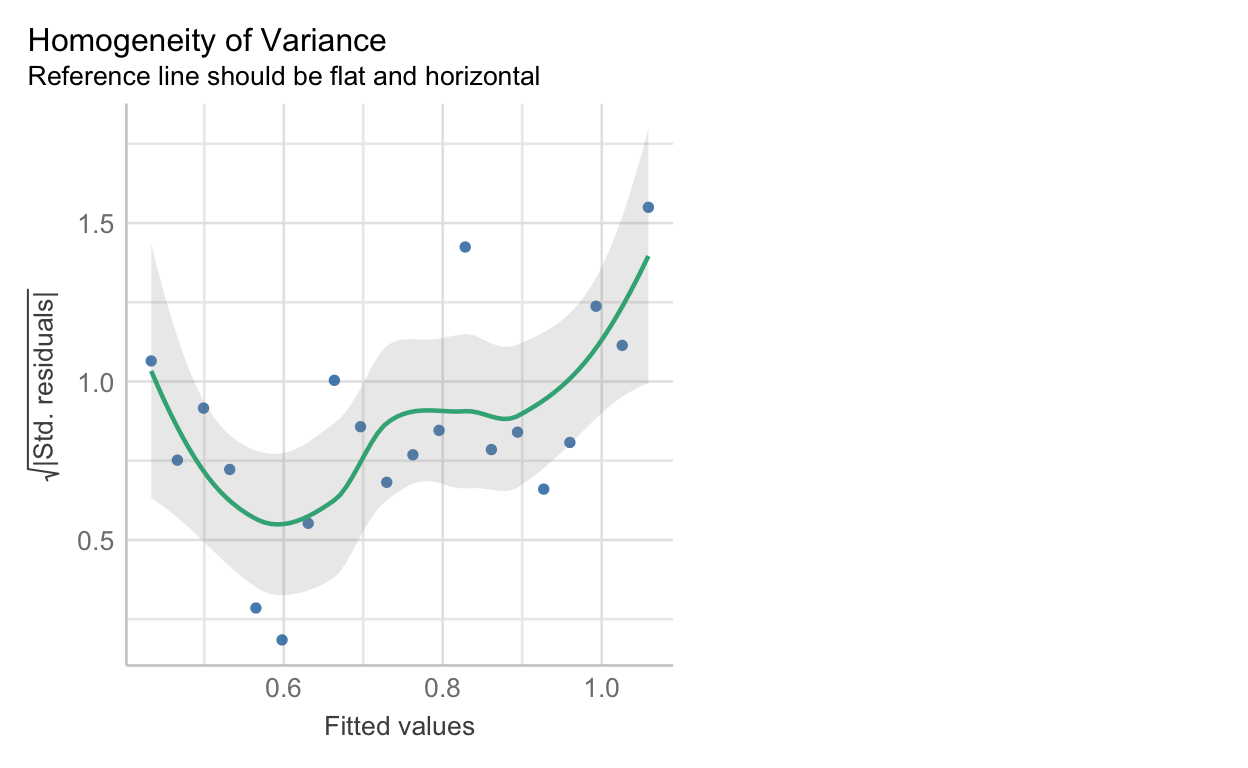 Homogeneity of Variance
Reference line should be flat and horizontal
1.5
1.0
0.5
√|Std. residuals|
0.6 0.8 1.0
Fitted values